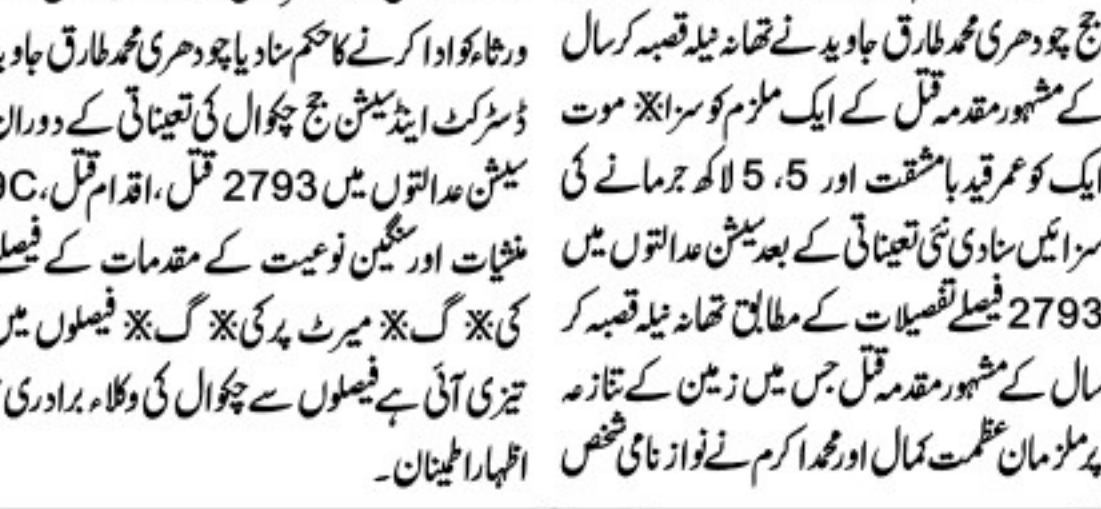 جج چودھری محمد طارق جاوید نے تھانہ نیلہ قصبہ کرسال
کے مشہور مقدمہ قتل کے ایک ملزم کو سزا※ موت
ایک کو عمر قید بامشقت اور 5، 5 لاکھ جرمانے کی
سزائیں سنادی نئی تعیناتی کے بعد سیشن عدالتوں میں
2793 فیصلے تفصیلات کے مطابق تھانہ نیلہ قصبہ کر
سال کے مشہور مقدمہ قتل جس میں زمین کے تنازعہ
پر ملزمان عظمت کمال اور محمد اکرم نے نواز نامی شخص
ورثاء کو ادا کرنے کا حکم سنا دیا چودھری محمد طارق جاوید
ڈسٹرکٹ اینڈ سیشن جج چکوال کی تعیناتی کے دوران
سیشن عدالتوں میں 2793 قتل، اقدام قتل، 9C
منشیات اور سنگین نوعیت کے مقدمات کے فیصلے
کی※ گ※ میرٹ پر کی※ گ※ فیصلوں میں
تیزی آئی ہے فیصلوں سے چکوال کی وکلاء برادری
اظہار اطمینان۔